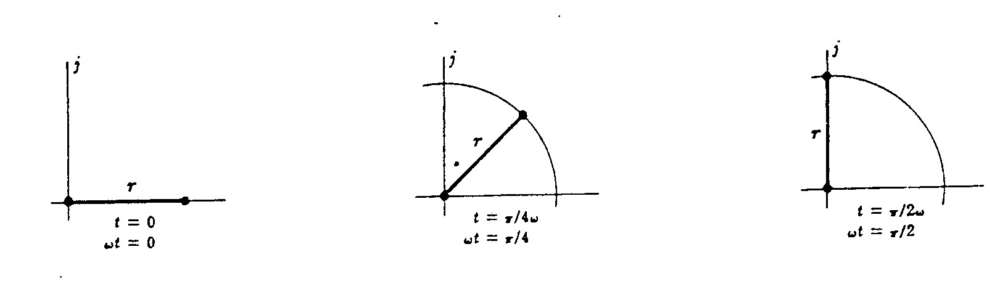 j
r
t = 0
ωt = 0
j
r
t = π/4ω
ωt = π/4
j
r
t = π/2ω
ωt = π/2